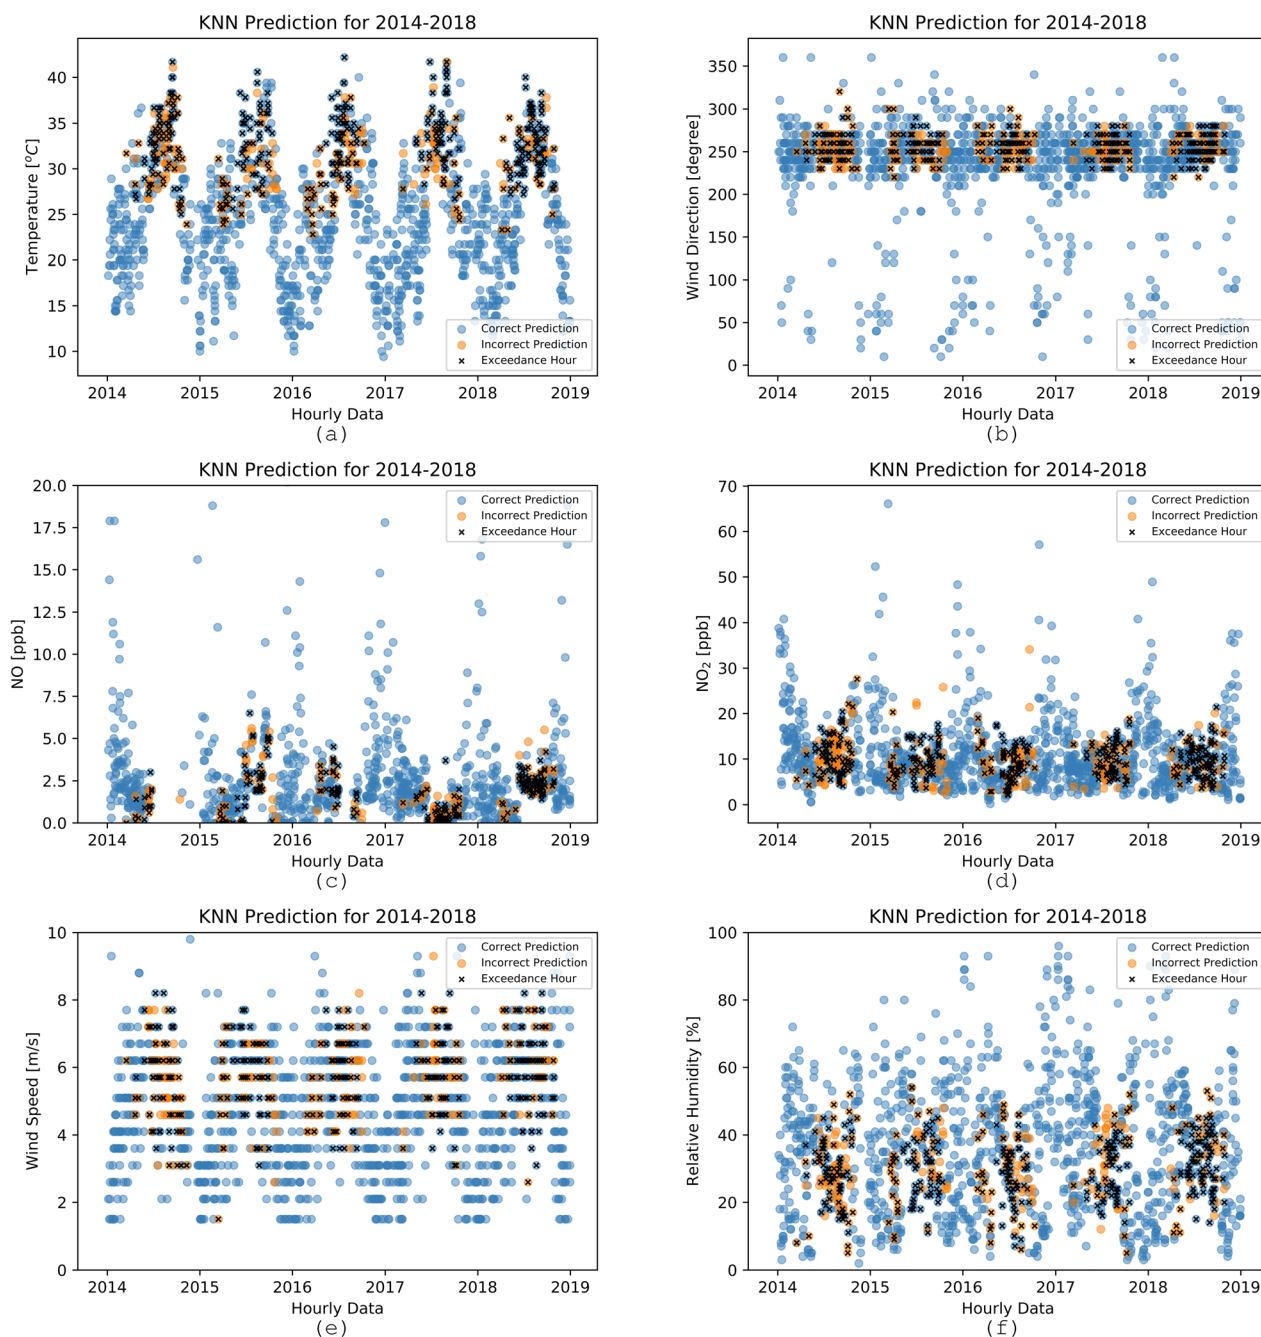 KNN Prediction for 2014-2018
Temperature [°C]
40
35
30
25
20
15
10
Correct Prediction
Incorrect Prediction
Exceedance Hour
2014 2015 2016 2017 2018 2019
Hourly Data
(a)
KNN Prediction for 2014-2018
Wind Direction [degree]
350
300
250
200
150
100
50
0
Correct Prediction
Incorrect Prediction
Exceedance Hour
2014 2015 2016 2017 2018 2019
Hourly Data
(b)
KNN Prediction for 2014-2018
NO [ppb]
20.0
17.5
15.0
12.5
10.0
7.5
5.0
2.5
0.0
Correct Prediction
Incorrect Prediction
Exceedance Hour
2014 2015 2016 2017 2018 2019
Hourly Data
(c)
KNN Prediction for 2014-2018
NO₂ [ppb]
70
60
50
40
30
20
10
0
Correct Prediction
Incorrect Prediction
Exceedance Hour
2014 2015 2016 2017 2018 2019
Hourly Data
(d)
KNN Prediction for 2014-2018
Wind Speed [m/s]
10
8
6
4
2
0
Correct Prediction
Incorrect Prediction
Exceedance Hour
2014 2015 2016 2017 2018 2019
Hourly Data
(e)
KNN Prediction for 2014-2018
Relative Humidity [%]
100
80
60
40
20
0
Correct Prediction
Incorrect Prediction
Exceedance Hour
2014 2015 2016 2017 2018 2019
Hourly Data
(f)